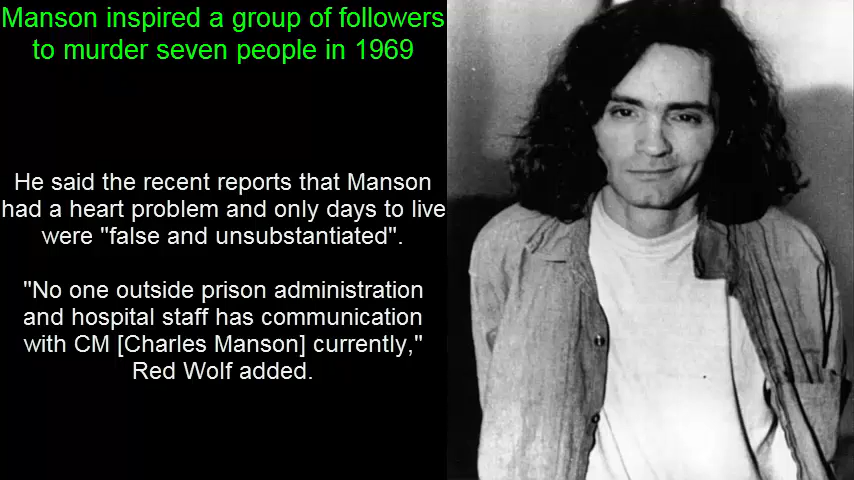 Manson inspired a group of followers
to murder seven people in 1969
He said the recent reports that Manson
had a heart problem and only days to live
were "false and unsubstantiated".
"No one outside prison administration
and hospital staff has communication
with CM [Charles Manson] currently,"
Red Wolf added.